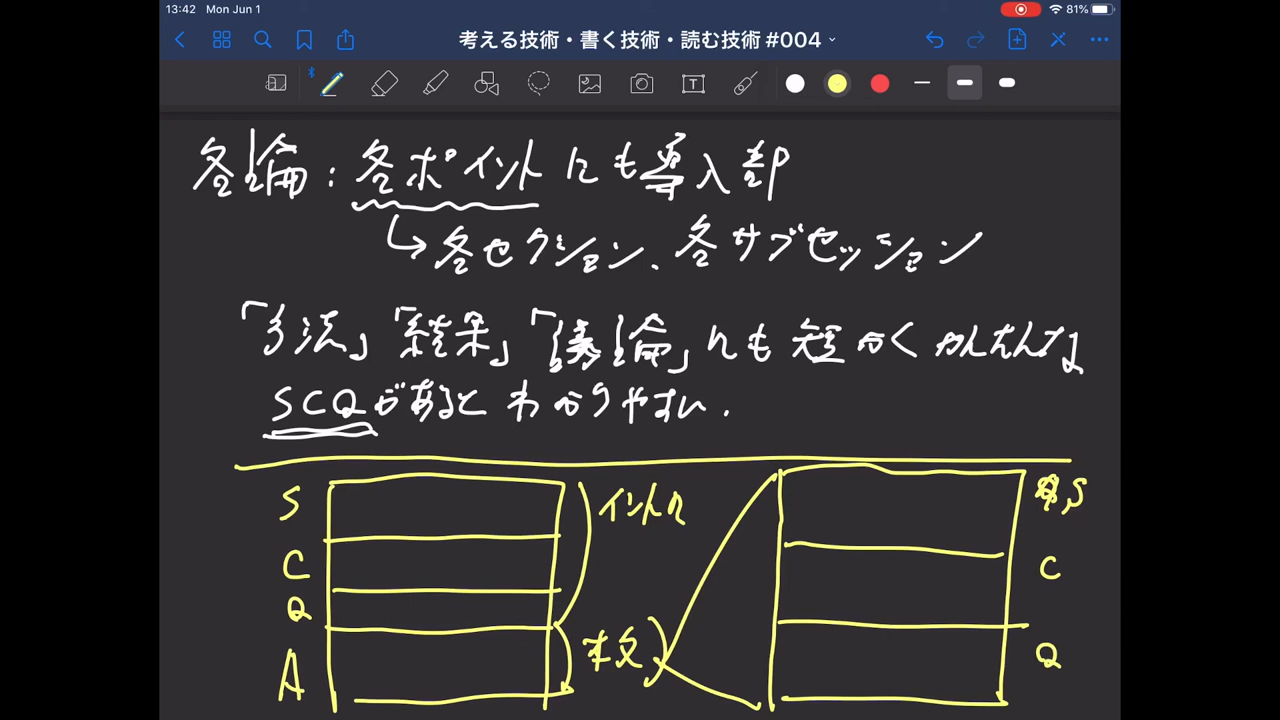 13:42 Mon Jun 1 81%
考える技術・書く技術・読む技術 #004
各論:各ポイントにも導入部
↳各セクション、各サブセッション
「方法」「結果」「議論」にも短かくかんたんな
SCQがあるとわかりやすい.
S イントロ S
C C
Q
A 本文 Q